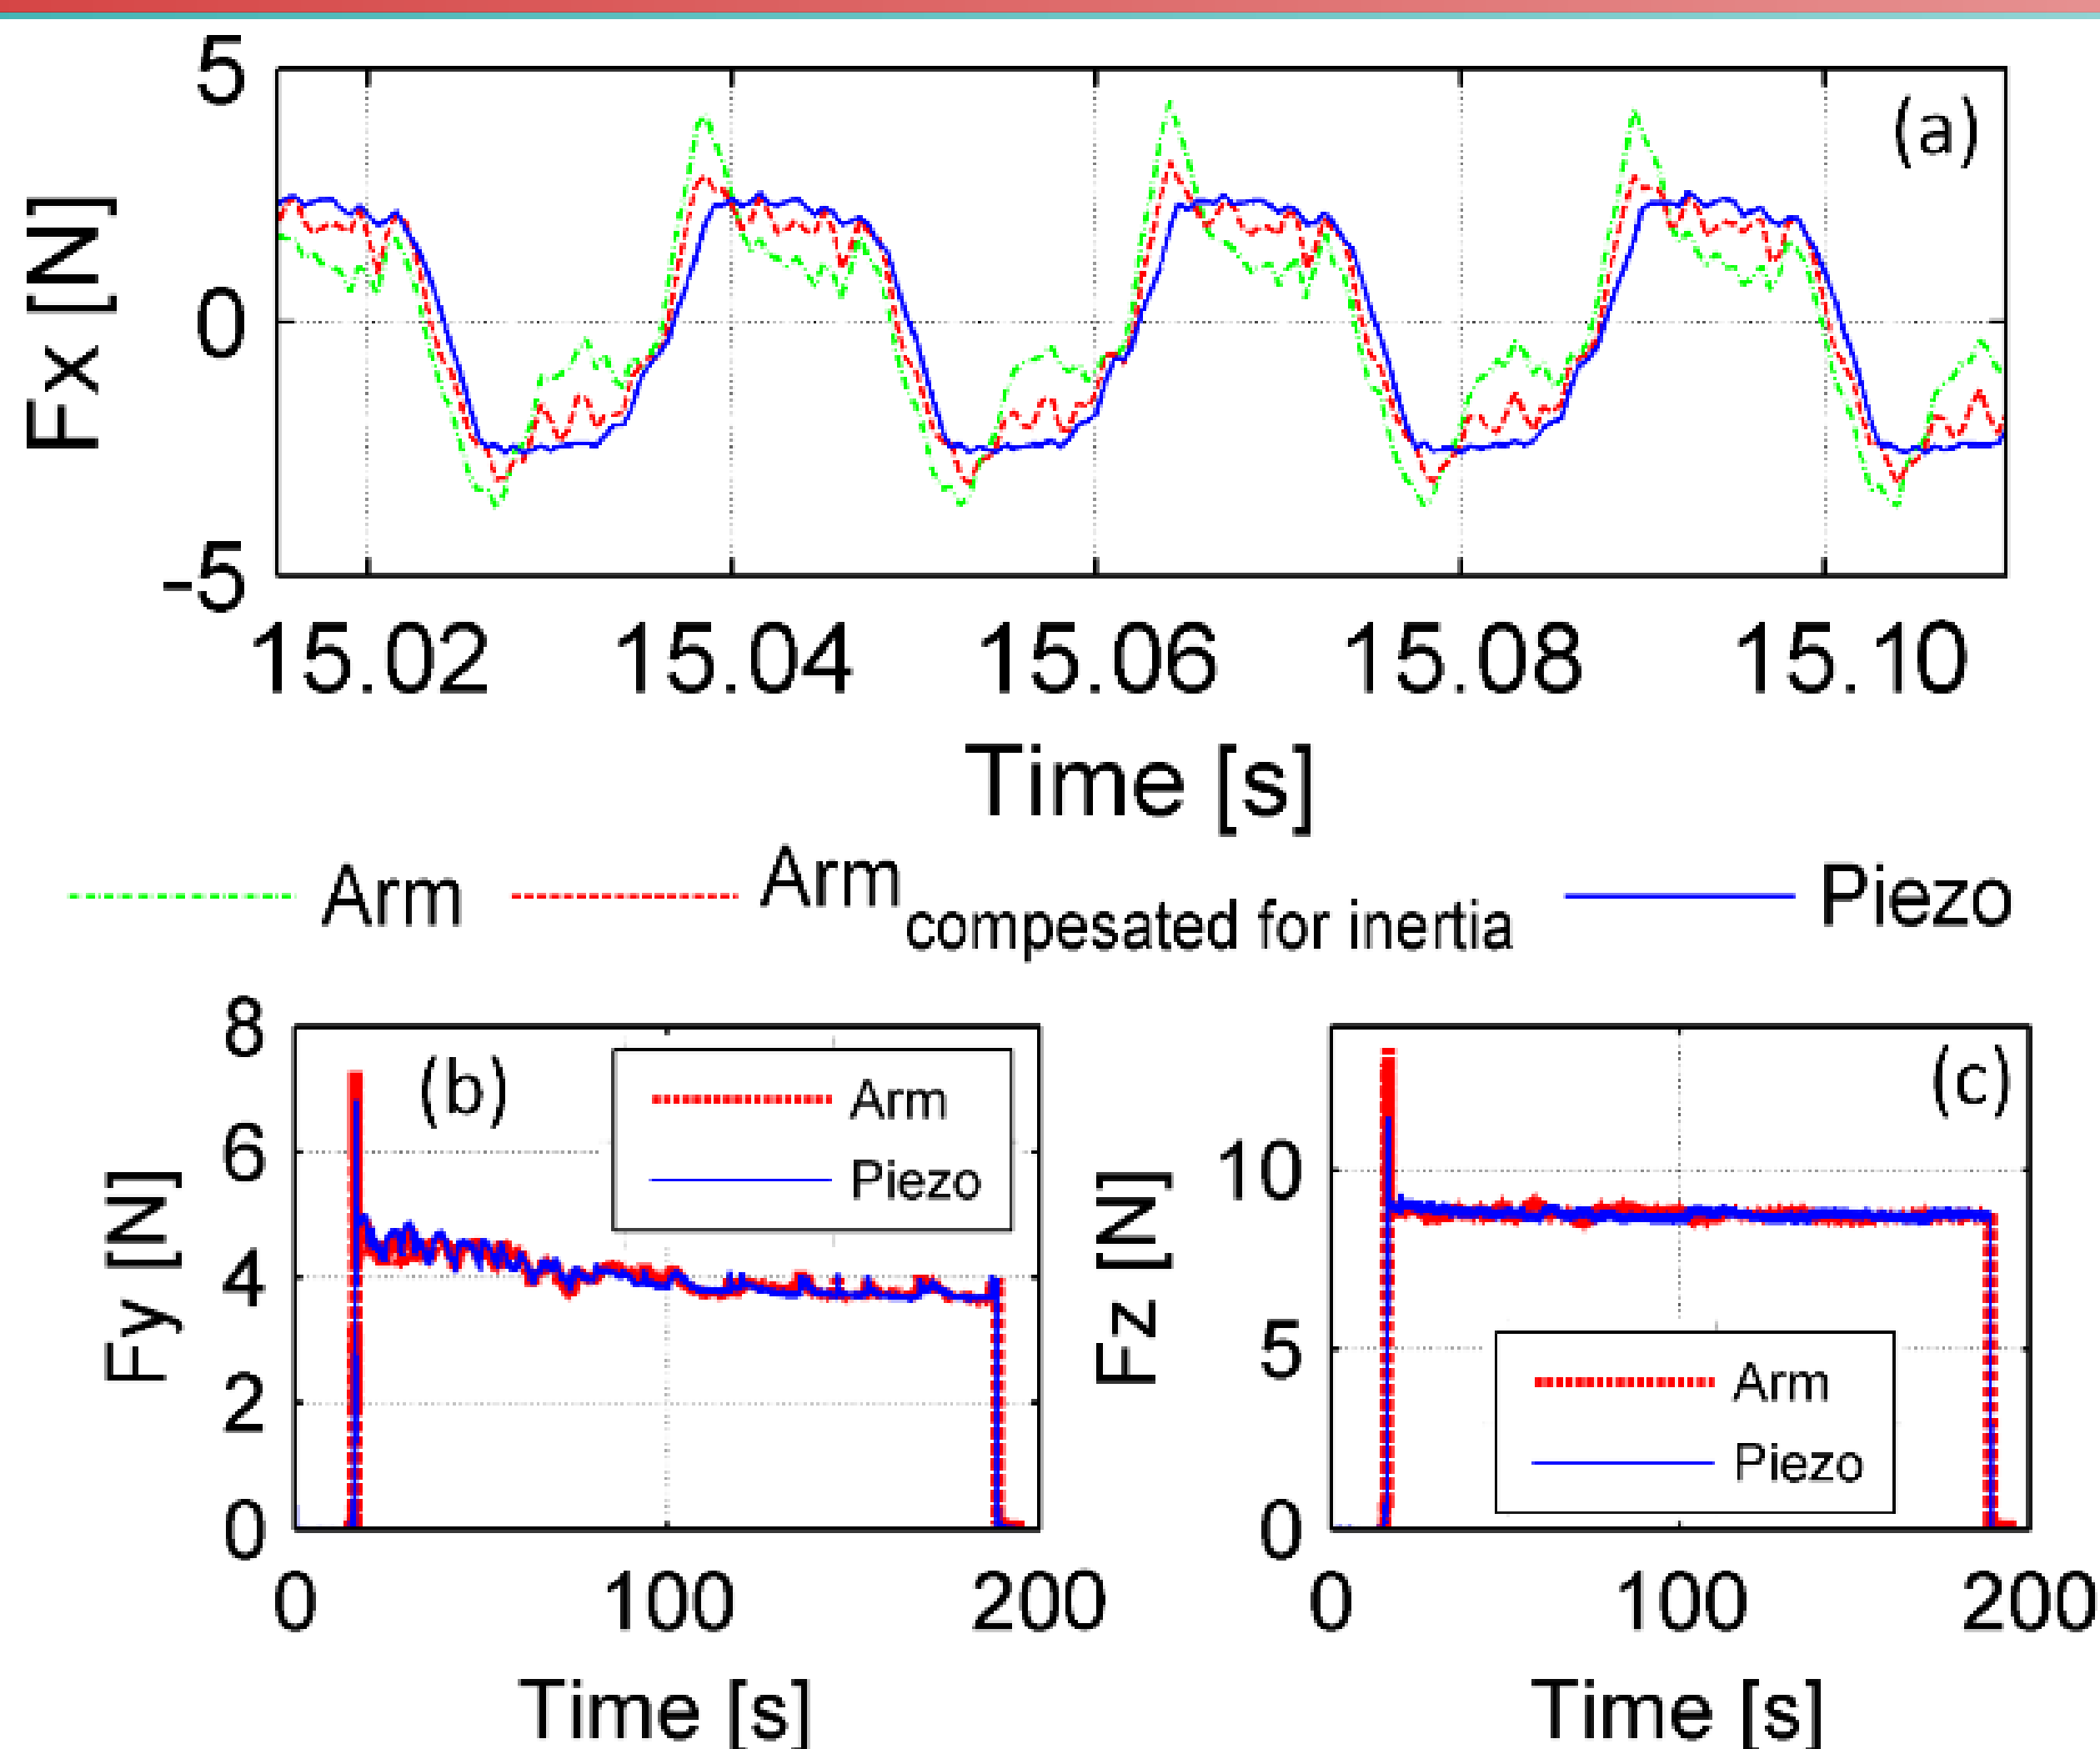 5
(a)
Fx [N]
0
-5
15.02 15.04 15.06 15.08 15.10
Time [s]
Arm Arm compesated for inertia Piezo
8
(b)
Arm
Piezo
6
Fy [N]
4
2
0
0 100 200
Time [s]
(c)
10
Fz [N]
5
Arm
Piezo
0
0 100 200
Time [s]